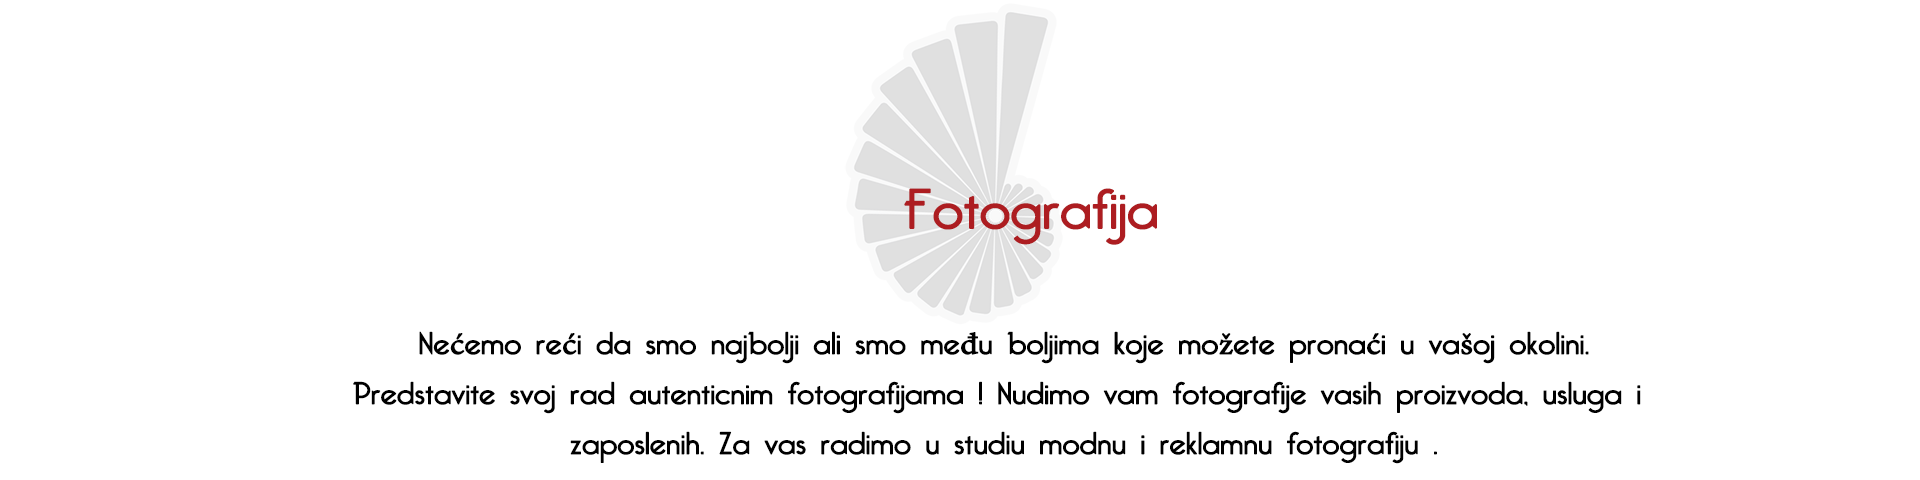 Fotografija
Nećemo reći da smo najbolji ali smo među boljima koje možete pronaći u vašoj okolini.
Predstavite svoj rad autenticnim fotografijama ! Nudimo vam fotografije vasih proizvoda, usluga i
zaposlenih. Za vas radimo u studiu modnu i reklamnu fotografiju .